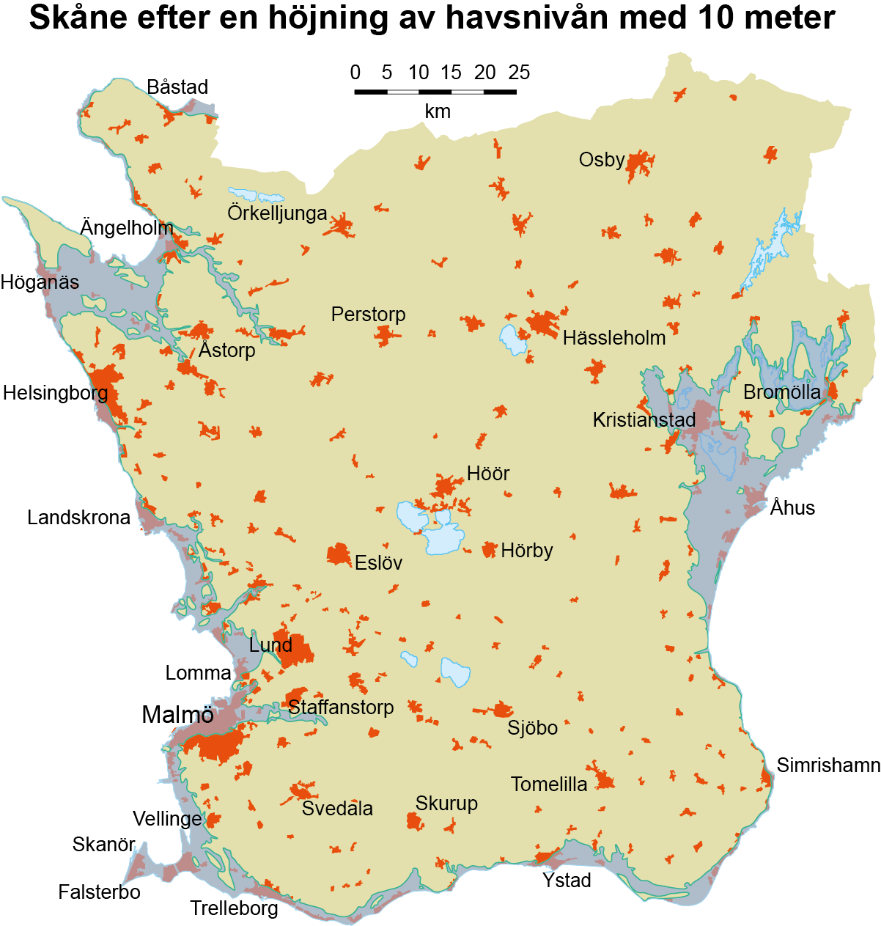 Skåne efter en höjning av havsnivån med 10 meter
0 5 10 15 20 25
km
Båstad
Osby
Örkelljunga
Ängelholm
Höganäs
Perstorp
Hässleholm
Åstorp
Helsingborg
Bromölla
Kristianstad
Höör
Åhus
Landskrona
Hörby
Eslöv
Lund
Lomma
Staffanstorp
Malmö
Sjöbo
Simrishamn
Tomelilla
Svedala
Skurup
Vellinge
Skanör
Ystad
Falsterbo
Trelleborg